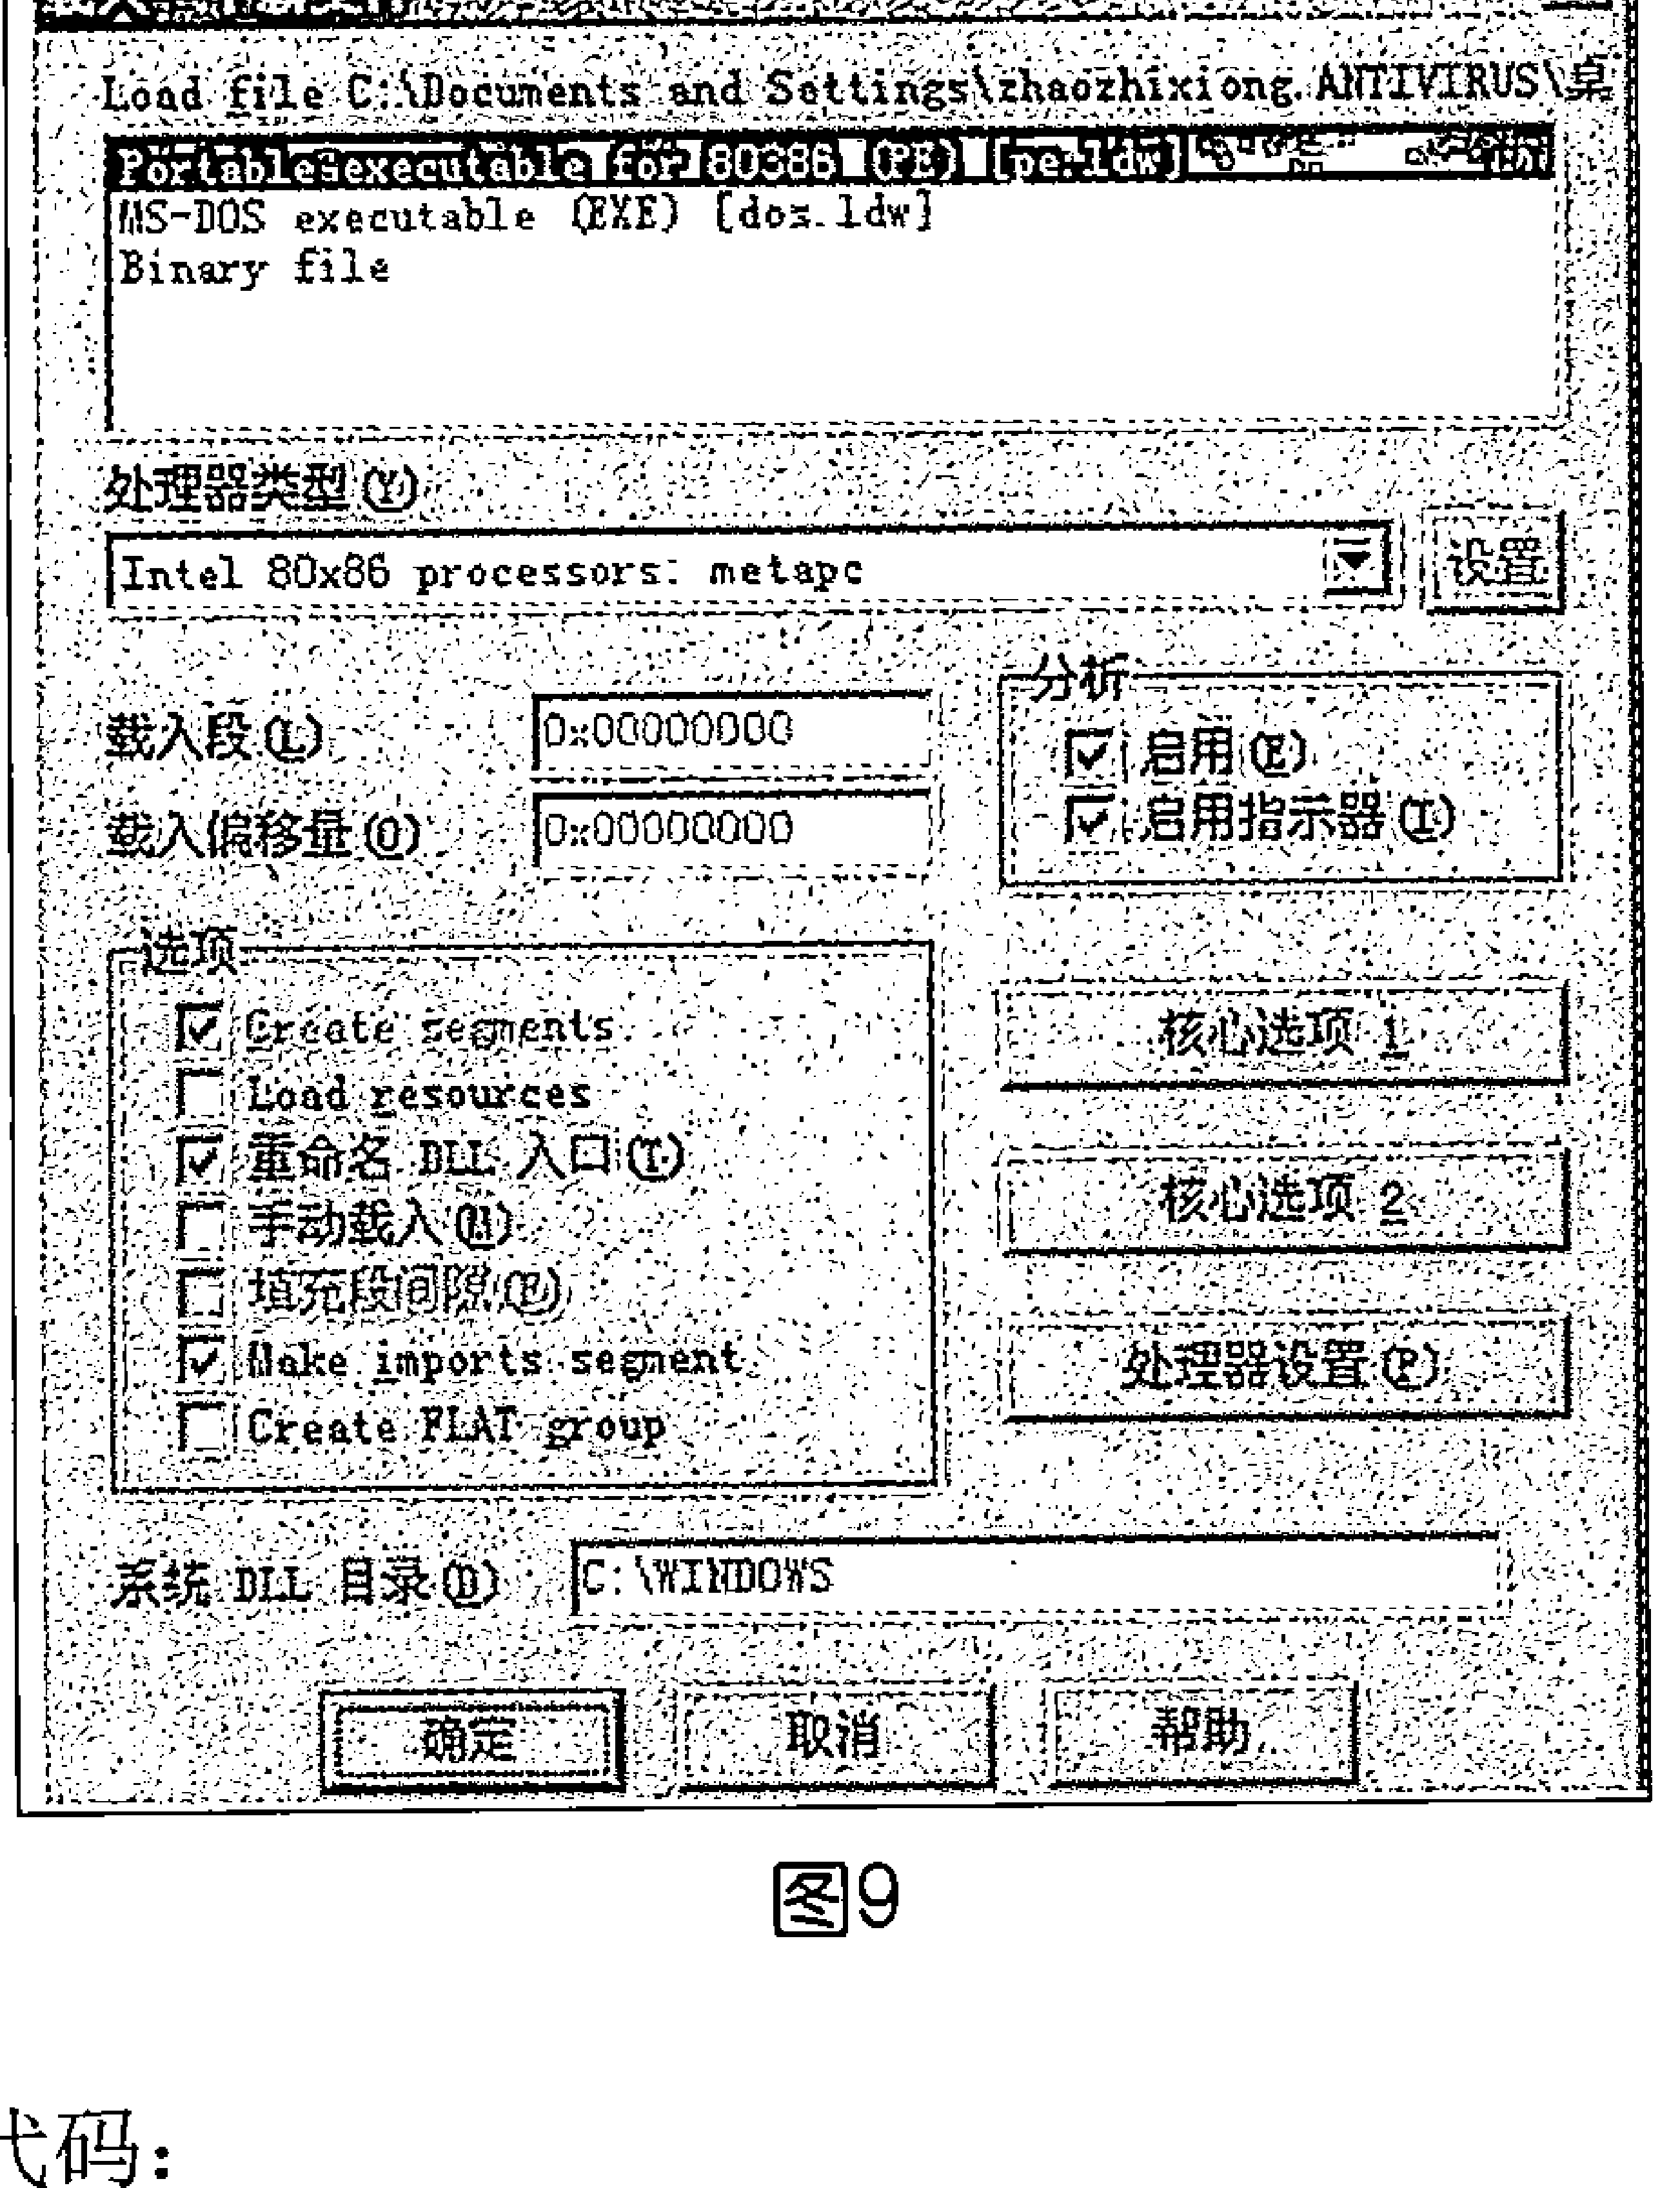 Load file C:\Documents and Settings\zhaozhixiong.ANTIVIRUS\桌
Portable executable for 80386 (PE) [pe.ldw]
MS-DOS executable (EXE) [dos.ldw]
Binary file
处理器类型(Y)
Intel 80x86 processors: metapc
设置
分析
载入段(L) 0x00000000
启用(E)
载入偏移量(O) 0x00000000
启用指示器(I)
选项
Create segments
Load resources
重命名 DLL 入口(T)
手动载入(M)
填充段间隙(F)
Make imports segment
Create FLAT group
核心选项 1
核心选项 2
处理器设置(P)
系统 DLL 目录(D) C:\WINDOWS
确定 取消 帮助
图9
代码: